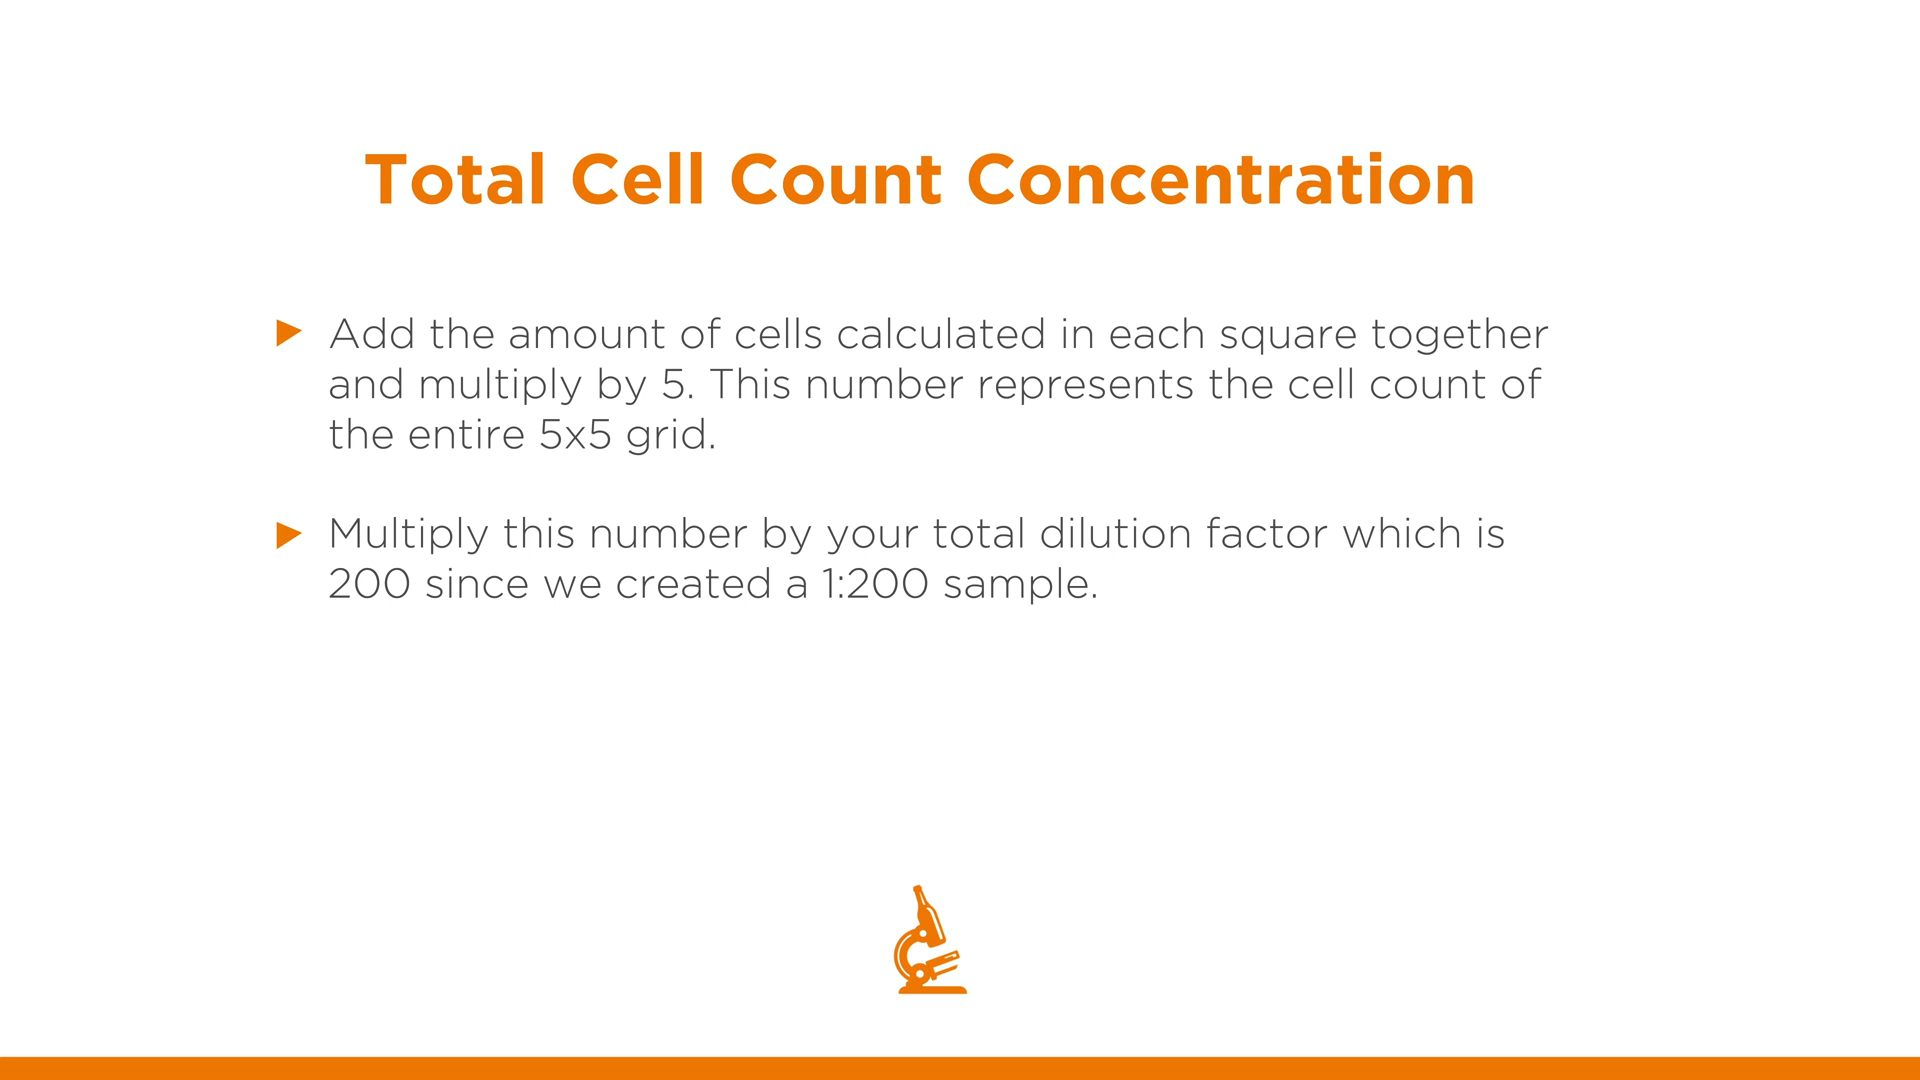 Total Cell Count Concentration
Add the amount of cells calculated in each square together
and multiply by 5. This number represents the cell count of
the entire 5x5 grid.
Multiply this number by your total dilution factor which is
200 since we created a 1:200 sample.